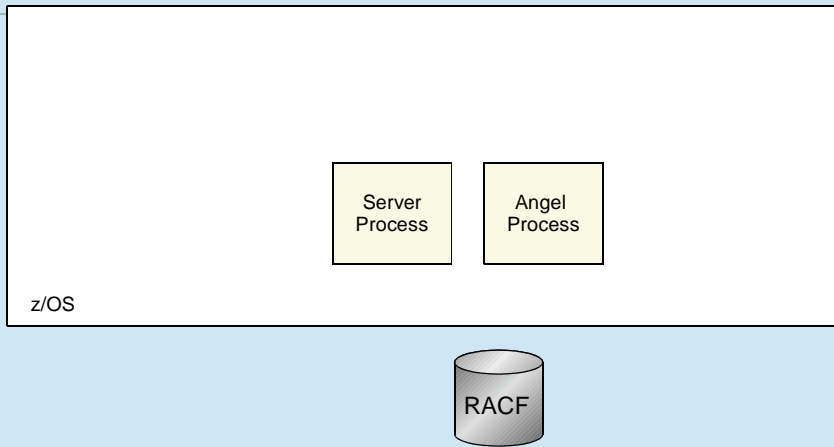 Server
Process
Angel
Process
z/OS
RACF